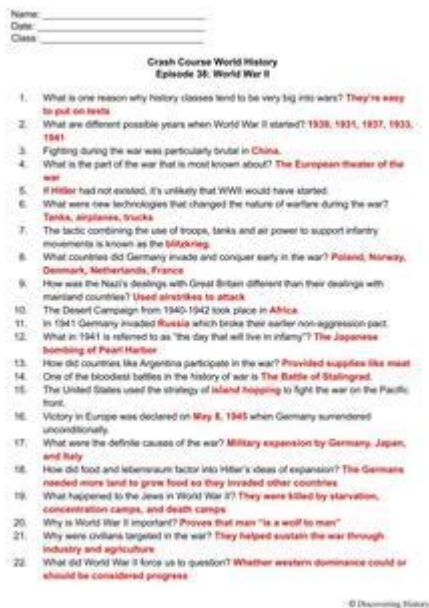 Name:
Date:
Class:
Crash Course World History
Episode 38: World War II
1. What is one reason why history classes tend to be very big into wars? They're easy
to put on tests
2. What are different possible years when World War II started? 1939, 1931, 1937, 1933,
1941
3. Fighting during the war was particularly brutal in China.
4. What is the part of the war that is most known about? The European theater of the
war
5. If Hitler had not existed, it's unlikely that WWII would have started.
6. What were new technologies that changed the nature of warfare during the war?
Tanks, airplanes, trucks
7. The tactic combining the use of troops, tanks and air power to support infantry
movements is known as the blitzkrieg.
8. What countries did Germany invade and conquer early in the war? Poland, Norway,
Denmark, Netherlands, France
9. How was the Nazi's dealings with Great Britain different than their dealings with
mainland countries? Used airstrikes to attack
10. The Desert Campaign from 1940-1942 took place in Africa.
11. In 1941 Germany invaded Russia which broke their earlier non-aggression pact.
12. What in 1941 is referred to as "the day that will live in infamy"? The Japanese
bombing of Pearl Harbor
13. How did countries like Argentina participate in the war? Provided supplies like meat
14. One of the bloodiest battles in the history of war is The Battle of Stalingrad.
15. The United States used the strategy of island hopping to fight the war on the Pacific
front.
16. Victory in Europe was declared on May 8, 1945 when Germany surrendered
unconditionally.
17. What were the definite causes of the war? Military expansion by Germany, Japan,
and Italy
18. How did food and lebensraum factor into Hitler's ideas of expansion? The Germans
needed more land to grow food so they invaded other countries
19. What happened to the Jews in World War II? They were killed by starvation,
concentration camps, and death camps
20. Why is World War II important? Proves that man "is a wolf to man"
21. Why were civilians targeted in the war? They helped sustain the war through
industry and agriculture
22. What did World War II force us to question? Whether western dominance could or
should be considered progress
© Discovering History